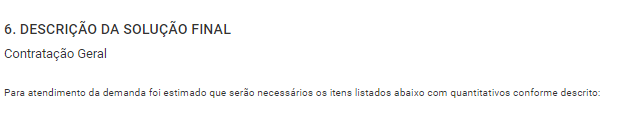 6. DESCRIÇÃO DA SOLUÇÃO FINAL
Contratação Geral
Para atendimento da demanda foi estimado que serão necessários os itens listados abaixo com quantitativos conforme descrito: